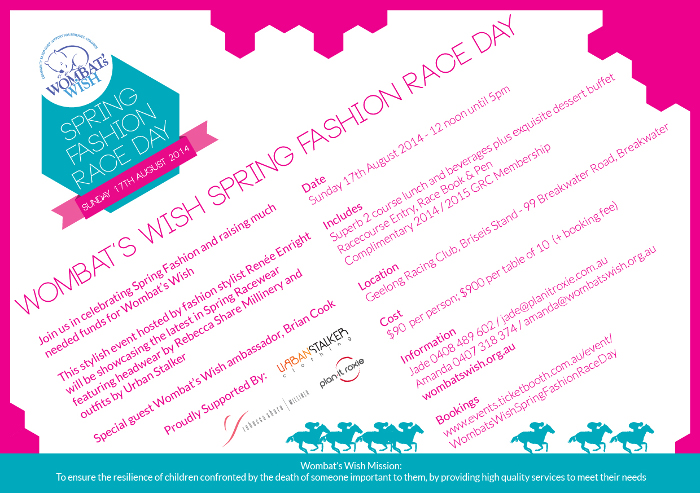 WOMBAT'S
WISH
SPRING
FASHION
RACE DAY
SUNDAY 17TH AUGUST 2014
WOMBAT'S WISH SPRING FASHION RACE DAY
Join us in celebrating Spring Fashion and raising much
needed funds for Wombat's Wish
This stylish event hosted by fashion stylist Renée Enright
will be showcasing the latest in Spring Racewear
featuring headwear by Rebecca Share Millinery and
outfits by Urban Stalker
Special guest Wombat's Wish ambassador, Brian Cook
Proudly Supported By:
URBANSTALKER
clothing
rebecca share | MILLINER
plan.it.roxie
Date
Sunday 17th August 2014 - 12 noon until 5pm
Includes
Superb 2 course lunch and beverages plus exquisite dessert buffet
Racecourse Entry, Race Book & Pen
Complimentary 2014 / 2015 GRC Membership
Location
Geelong Racing Club, Briseis Stand - 99 Breakwater Road, Breakwater
Cost
$90 per person; $900 per table of 10 (+ booking fee)
Information
Jade 0408 489 602 / jade@planitroxie.com.au
Amanda 0407 318 374 / amanda@wombatswish.org.au
wombatswish.org.au
Bookings
www.events.ticketbooth.com.au/event/
WombatsWishSpringFashionRaceDay
Wombat's Wish Mission:
To ensure the resilience of children confronted by the death of someone important to them, by providing high quality services to meet their needs